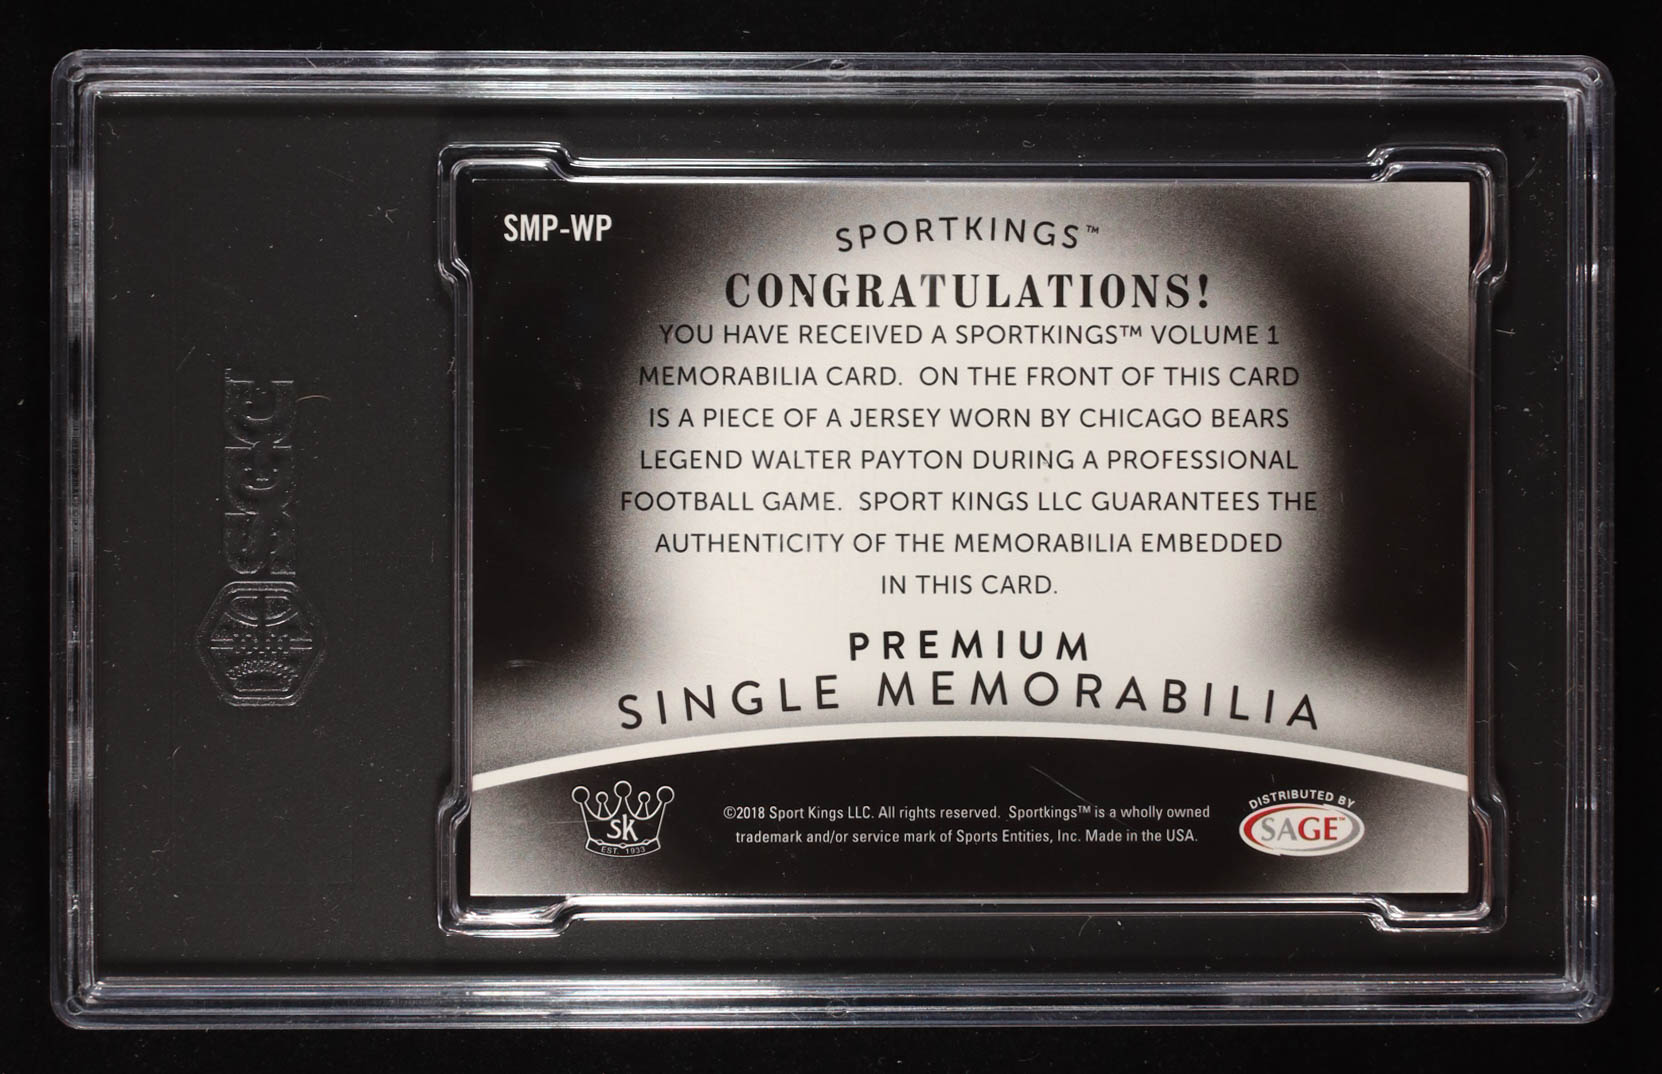 SMP-WP
SPORTKINGS™
CONGRATULATIONS!
YOU HAVE RECEIVED A SPORTKINGS™ VOLUME 1
MEMORABILIA CARD. ON THE FRONT OF THIS CARD
IS A PIECE OF A JERSEY WORN BY CHICAGO BEARS
LEGEND WALTER PAYTON DURING A PROFESSIONAL
FOOTBALL GAME. SPORT KINGS LLC GUARANTEES THE
AUTHENTICITY OF THE MEMORABILIA EMBEDDED
IN THIS CARD.
PREMIUM
SINGLE MEMORABILIA
SK
EST. 1933
©2018 Sport Kings LLC. All rights reserved. Sportkings™ is a wholly owned
trademark and/or service mark of Sports Entities, Inc. Made in the USA.
DISTRIBUTED BY
SAGE™